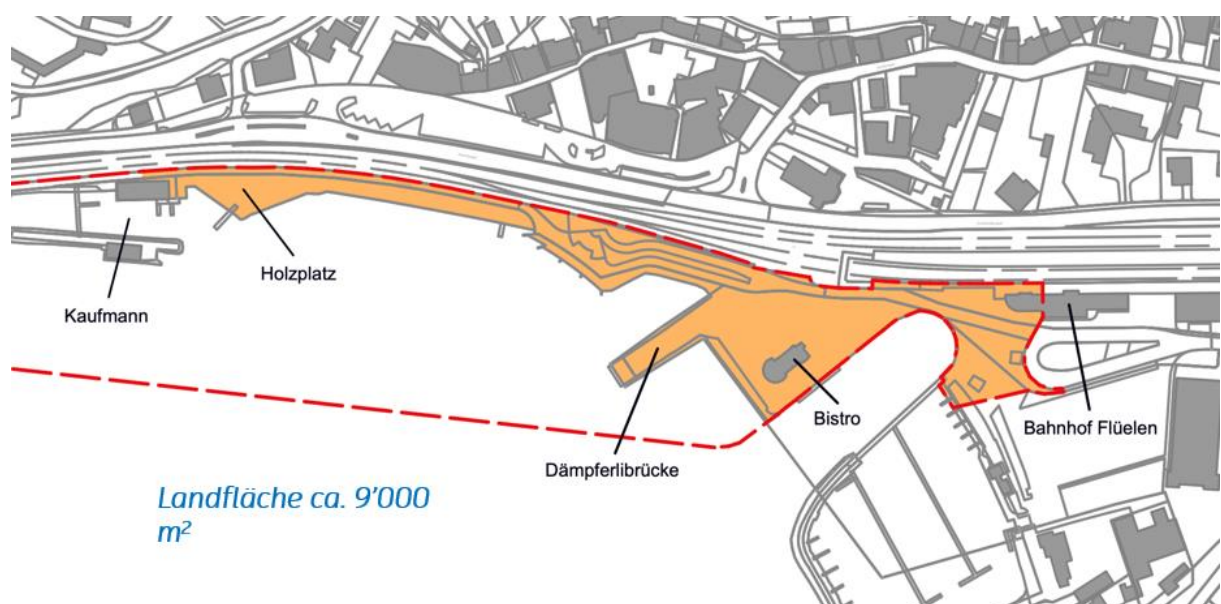 Holzplatz
Kaufmann
Bistro
Bahnhof Flüelen
Dämpferlibrücke
Landfläche ca. 9’000
m²